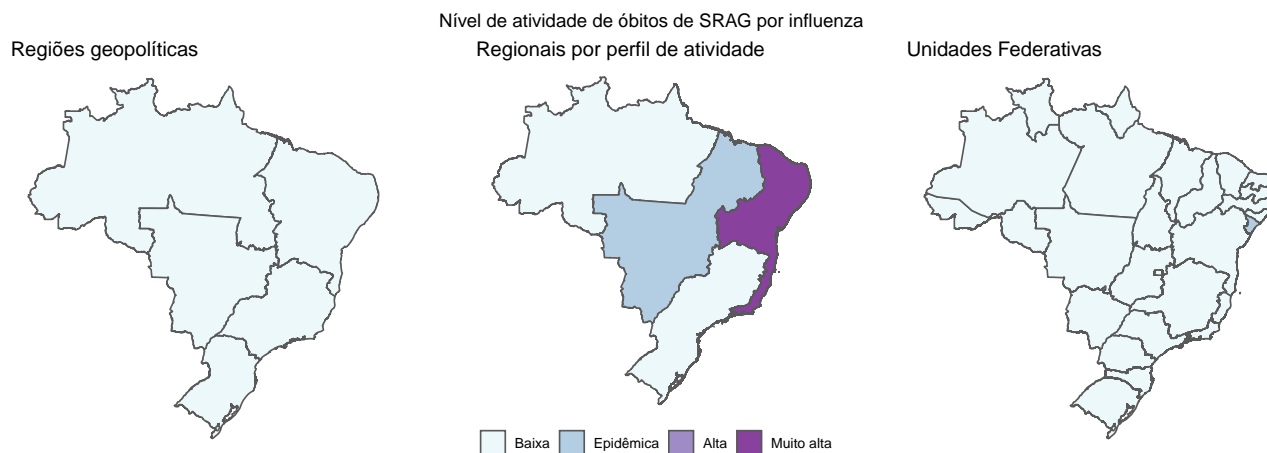 Nível de atividade de óbitos de SRAG por influenza
Regiões geopolíticas
Regionais por perfil de atividade
Unidades Federativas
Baixa
Epidêmica
Alta
Muito alta